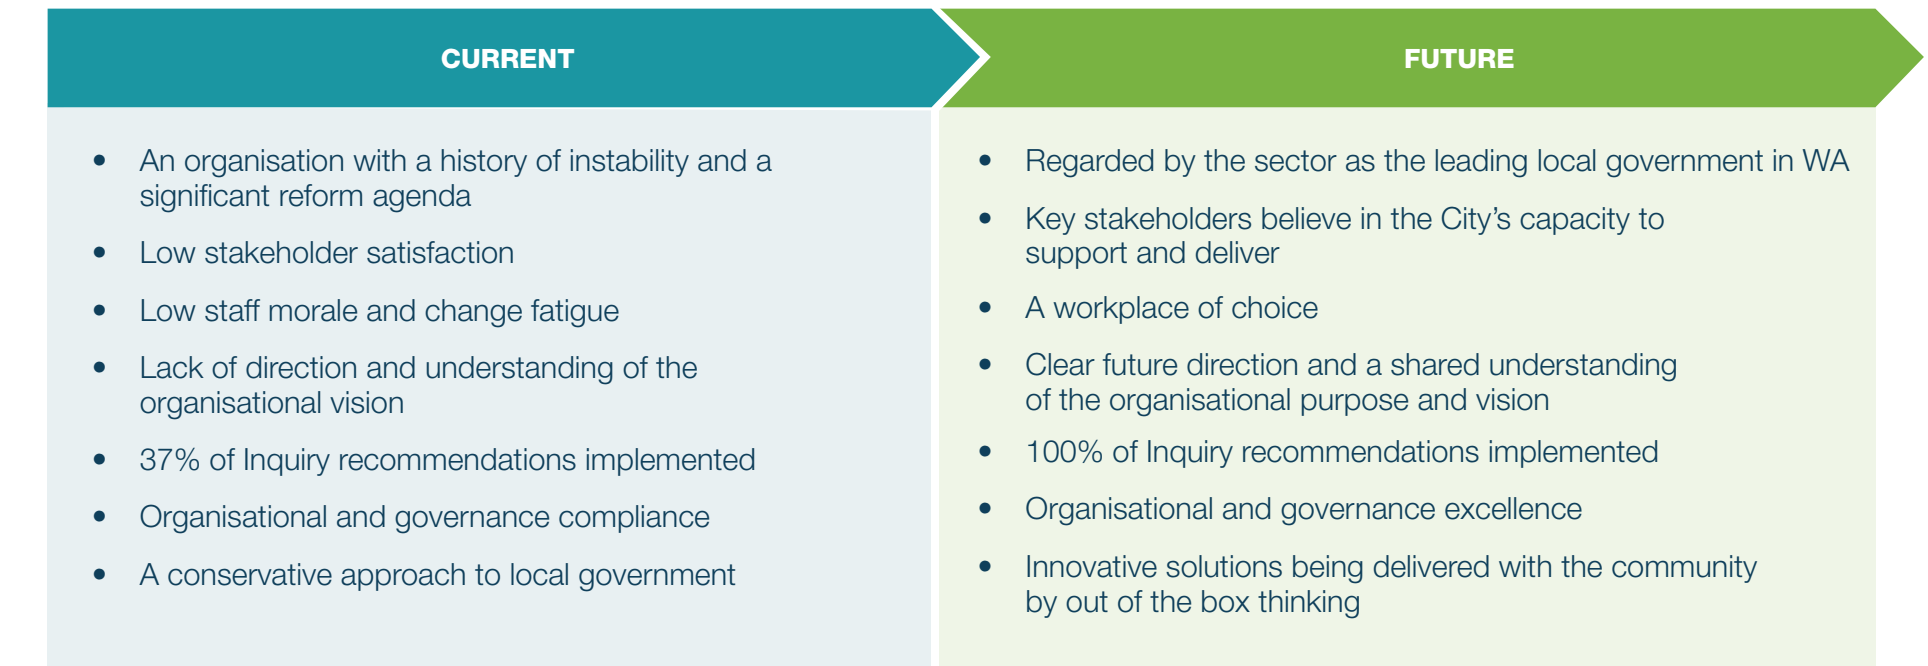 CURRENT
• An organisation with a history of instability and a
significant reform agenda
• Low stakeholder satisfaction
• Low staff morale and change fatigue
• Lack of direction and understanding of the
organisational vision
• 37% of Inquiry recommendations implemented
• Organisational and governance compliance
• A conservative approach to local government
FUTURE
• Regarded by the sector as the leading local government in WA
• Key stakeholders believe in the City’s capacity to
support and deliver
• A workplace of choice
• Clear future direction and a shared understanding
of the organisational purpose and vision
• 100% of Inquiry recommendations implemented
• Organisational and governance excellence
• Innovative solutions being delivered with the community
by out of the box thinking